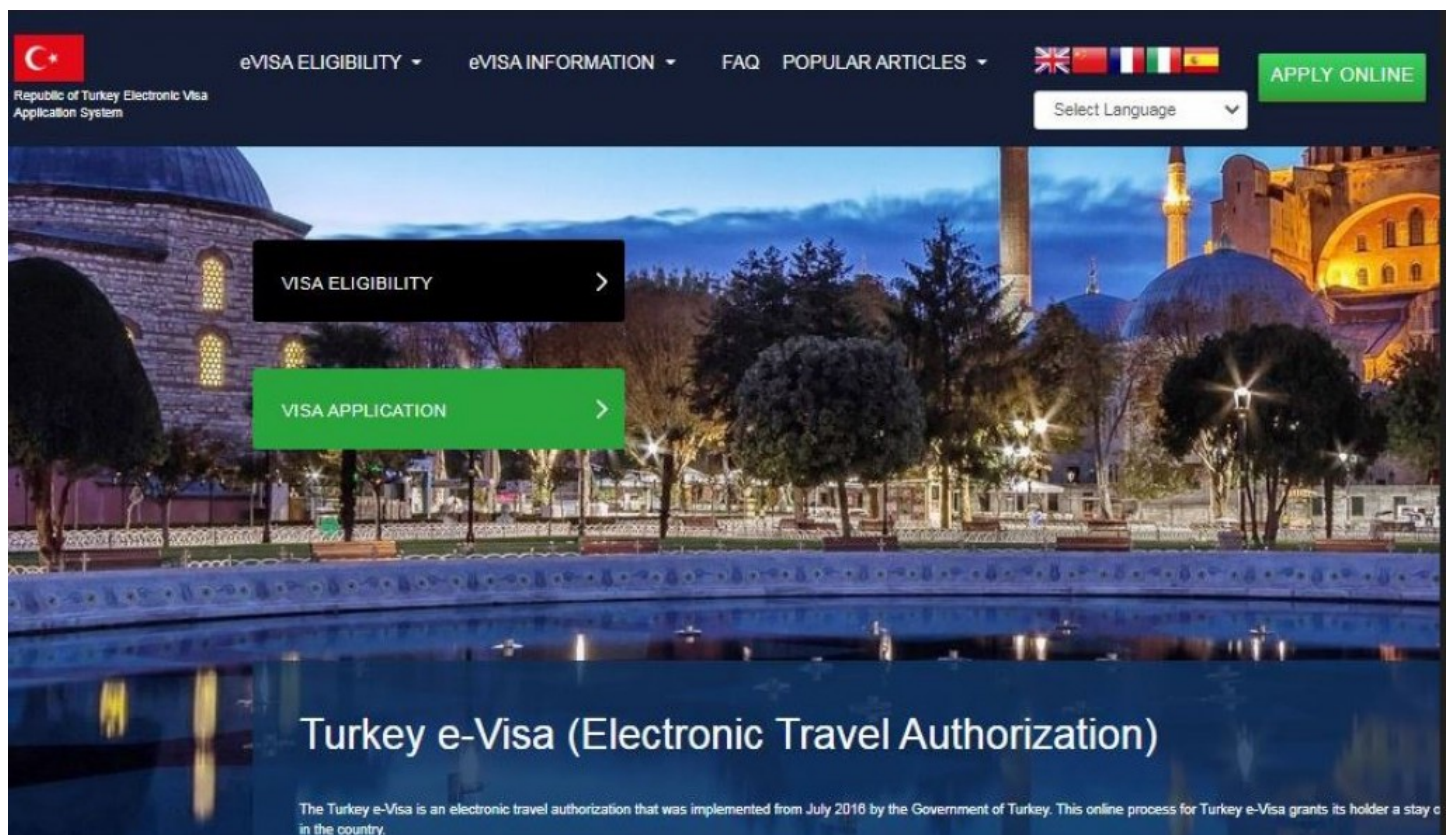 eVISA ELIGIBILITY
eVISA INFORMATION
FAQ
POPULAR ARTICLES
APPLY ONLINE
Republic of Turkey Electronic Visa
Application System
Select Language
VISA ELIGIBILITY
VISA APPLICATION
Turkey e-Visa (Electronic Travel Authorization)
The Turkey e-Visa is an electronic travel authorization that was implemented from July 2016 by the Government of Turkey. This online process for Turkey e-Visa grants its holder a stay
in the country.